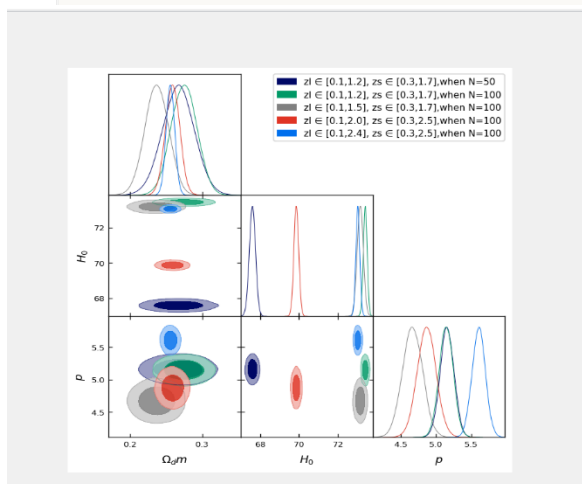 zl ∈ [0.1,1.2], zs ∈ [0.3,1.7],when N=50
zl ∈ [0.1,1.2], zs ∈ [0.3,1.7],when N=100
zl ∈ [0.1,1.5], zs ∈ [0.3,1.7],when N=100
zl ∈ [0.1,2.0], zs ∈ [0.3,2.5],when N=100
zl ∈ [0.1,2.4], zs ∈ [0.3,2.5],when N=100
72
70
68
H₀
5.5
5.0
4.5
p
0.2 0.3
68 70 72
4.5 5.0 5.5
Ω_d m
H₀
p